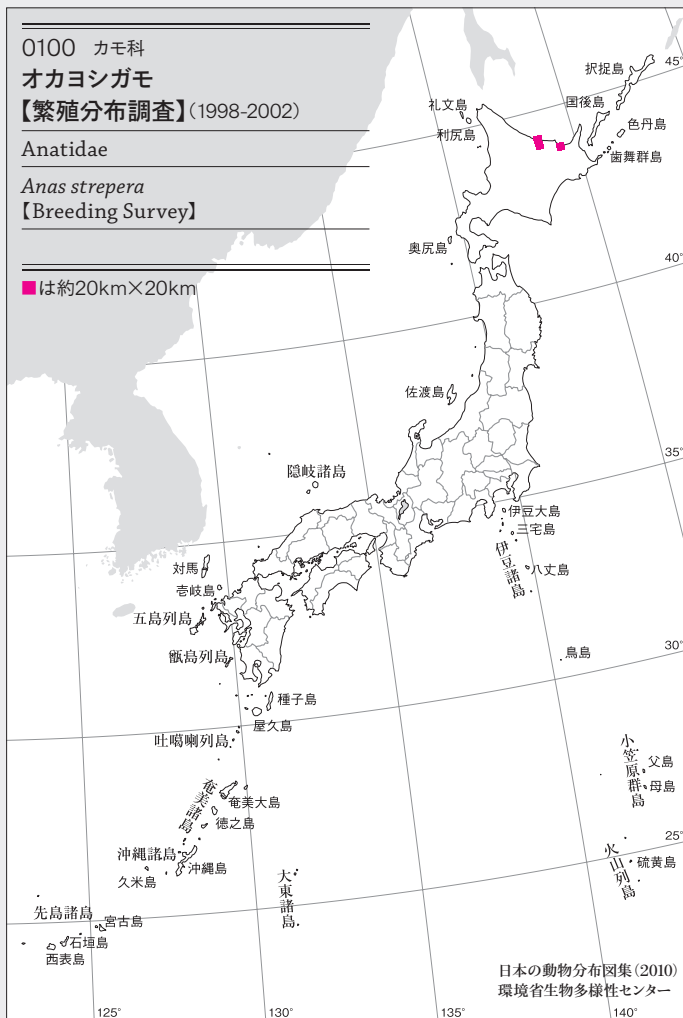 0100 カモ科
オカヨシガモ
【繁殖分布調査】(1998-2002)
Anatidae
Anas strepera
【Breeding Survey】
■は約20km×20km
45°
択捉島
国後島
礼文島
色丹島
利尻島
歯舞群島
奥尻島
40°
佐渡島
35°
隠岐諸島
伊豆大島
三宅島
伊豆諸島
八丈島
対馬
壱岐島
五島列島
甑島列島
鳥島
30°
種子島
屋久島
吐噶喇列島
小笠原群島
父島
母島
奄美諸島
奄美大島
徳之島
25°
沖縄諸島
沖縄島
久米島
火山列島
硫黄島
大東諸島
先島諸島
宮古島
石垣島
西表島
日本の動物分布図集(2010)
環境省生物多様性センター
125°
130°
135°
140°